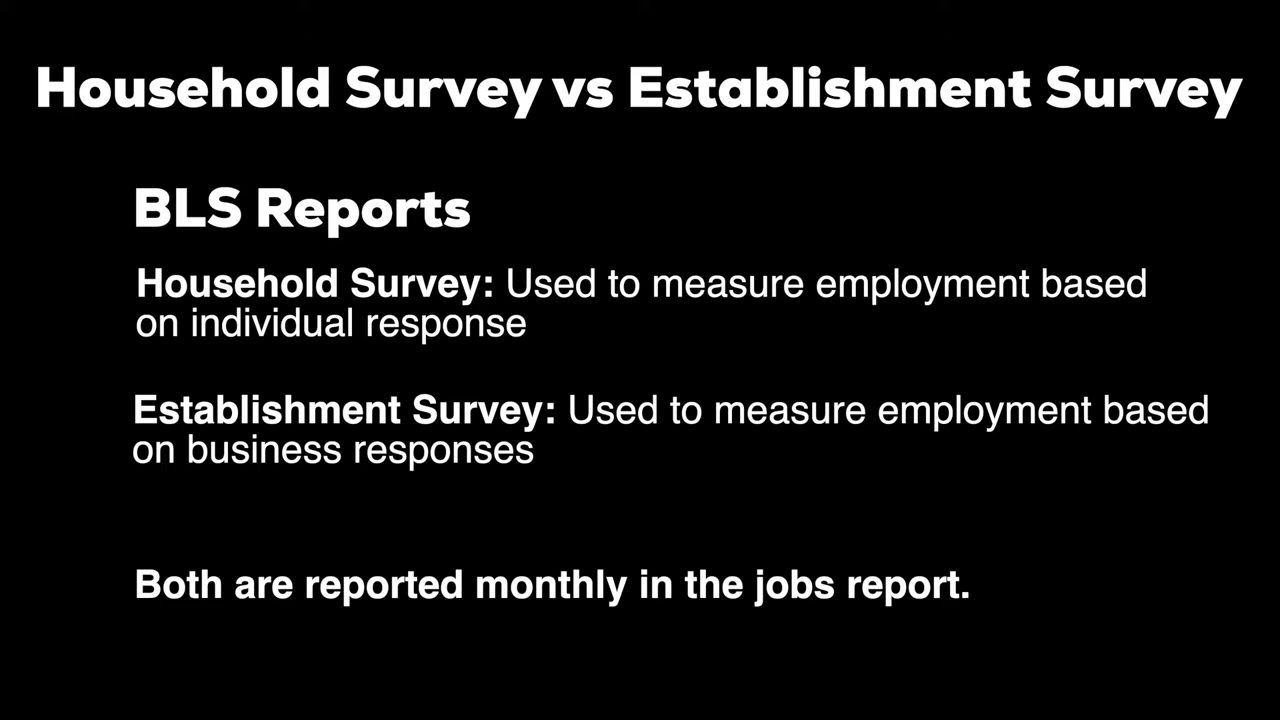 Household Survey vs Establishment Survey
BLS Reports
Household Survey: Used to measure employment based
on individual response
Establishment Survey: Used to measure employment based
on business responses
Both are reported monthly in the jobs report.